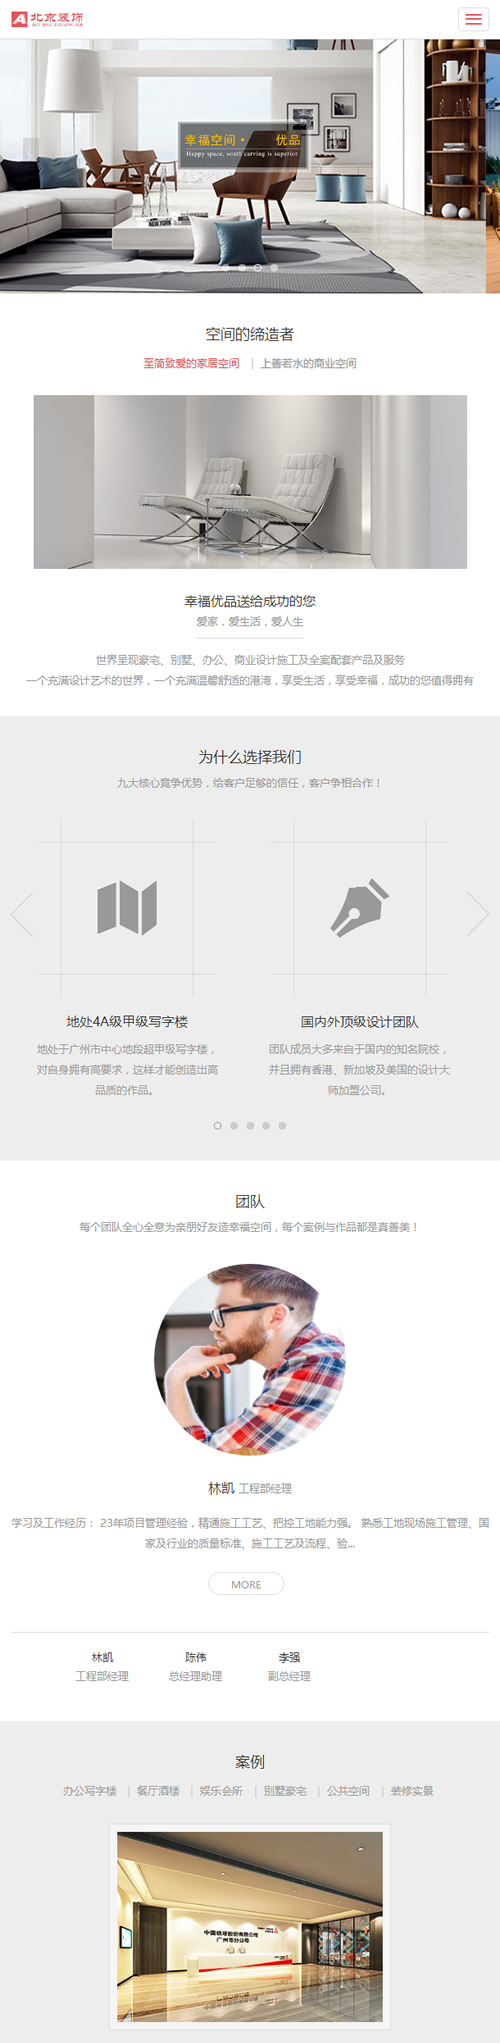 北京装饰
幸福空间· 优品
Happy space, south carving is superior
空间的缔造者
至简致爱的家居空间 | 上善若水的商业空间
幸福优品送给成功的您
爱家，爱生活，爱人生
世界呈现豪宅、别墅、办公、商业设计施工及全案配套产品及服务
一个充满设计艺术的世界，一个充满温馨舒适的港湾，享受生活，享受幸福，成功的您值得拥有
为什么选择我们
九大核心竟争优势，给客户足够的信任，客户争相合作！
地处4A级甲级写字楼
地处于广州市中心地段超甲级写字楼，
对自身拥有高要求，这样才能创造出高
品质的作品。
国内外顶级设计团队
团队成员大多来自于国内的知名院校，
并且拥有香港、新加坡及美国的设计大
师加盟公司。
团队
每个团队全心全意为亲朋好友造幸福空间，每个案例与作品都是真善美！
林凯 工程部经理
学习及工作经历： 23年项目管理经验，精通施工工艺、把控工地能力强。 熟悉工地现场施工管理、国
家及行业的质量标准、施工工艺及流程、验...
MORE
林凯 陈伟 李强
工程部经理 总经理助理 副总经理
案例
办公写字楼 | 餐厅酒楼 | 娱乐会所 | 别墅豪宅 | 公共空间 | 装修实景
中国铁塔股份有限公司
广州市分公司